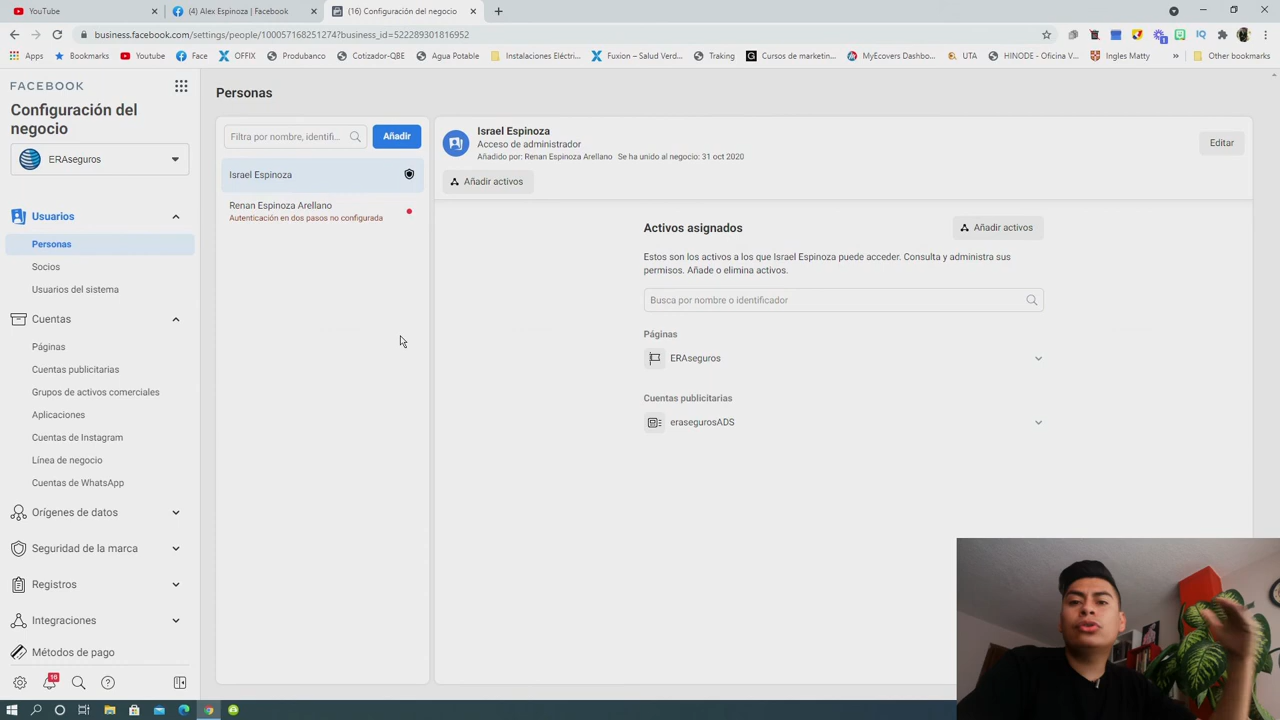 YouTube
(4) Alex Espinoza | Facebook
(16) Configuración del negocio
business.facebook.com/settings/people/100057168251274?business_id=522289301816952
Apps
Bookmarks
Youtube
Face
OFFIX
Produbanco
Cotizador-QBE
Agua Potable
Instalaciones Eléctri...
Fuxion – Salud Verd...
Traking
Cursos de marketin...
MyEcovers Dashbo...
UTA
HINODE - Oficina V...
Ingles Matty
Other bookmarks
FACEBOOK
Configuración del
negocio
ERAseguros
Usuarios
Personas
Socios
Usuarios del sistema
Cuentas
Páginas
Cuentas publicitarias
Grupos de activos comerciales
Aplicaciones
Cuentas de Instagram
Línea de negocio
Cuentas de WhatsApp
Orígenes de datos
Seguridad de la marca
Registros
Integraciones
Métodos de pago
16
Personas
Filtra por nombre, identifi...
Añadir
Israel Espinoza
Renan Espinoza Arellano
Autenticación en dos pasos no configurada
Israel Espinoza
Acceso de administrador
Añadido por: Renan Espinoza Arellano Se ha unido al negocio: 31 oct 2020
Editar
Añadir activos
Activos asignados
Añadir activos
Estos son los activos a los que Israel Espinoza puede acceder. Consulta y administra sus
permisos. Añade o elimina activos.
Busca por nombre o identificador
Páginas
ERAseguros
Cuentas publicitarias
erasegurosADS